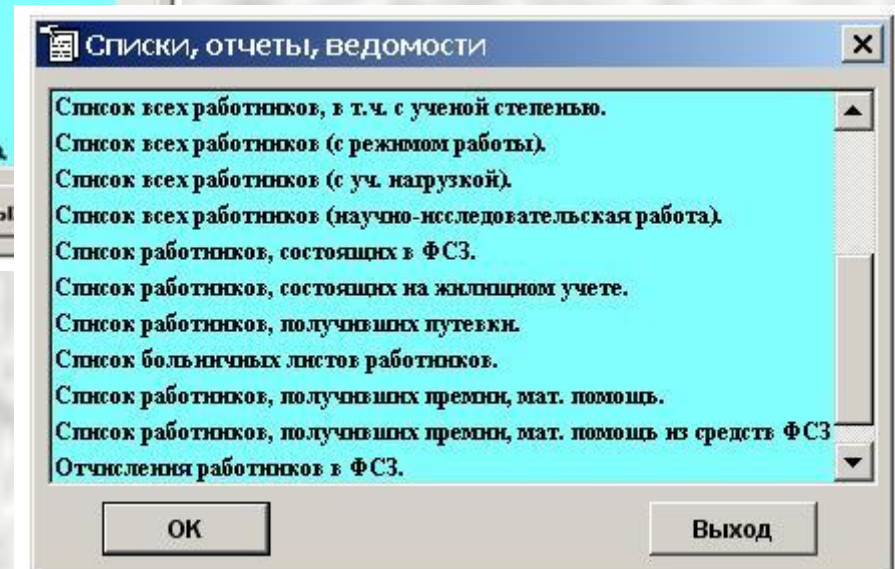 Списки, отчеты, ведомости
Список всех работников, в т.ч. с ученой степенью.
Список всех работников (с режимом работы).
Список всех работников (с уч. нагрузкой).
Список всех работников (научно-исследовательская работа).
Список работников, состоящих в ФСЗ.
Список работников, состоящих на жилищном учете.
Список работников, получивших путевки.
Список больничных листов работников.
Список работников, получивших премии, мат. помощь.
Список работников, получивших премии, мат. помощь из средств ФСЗ
Отчисления работников в ФСЗ.
ОК Выход